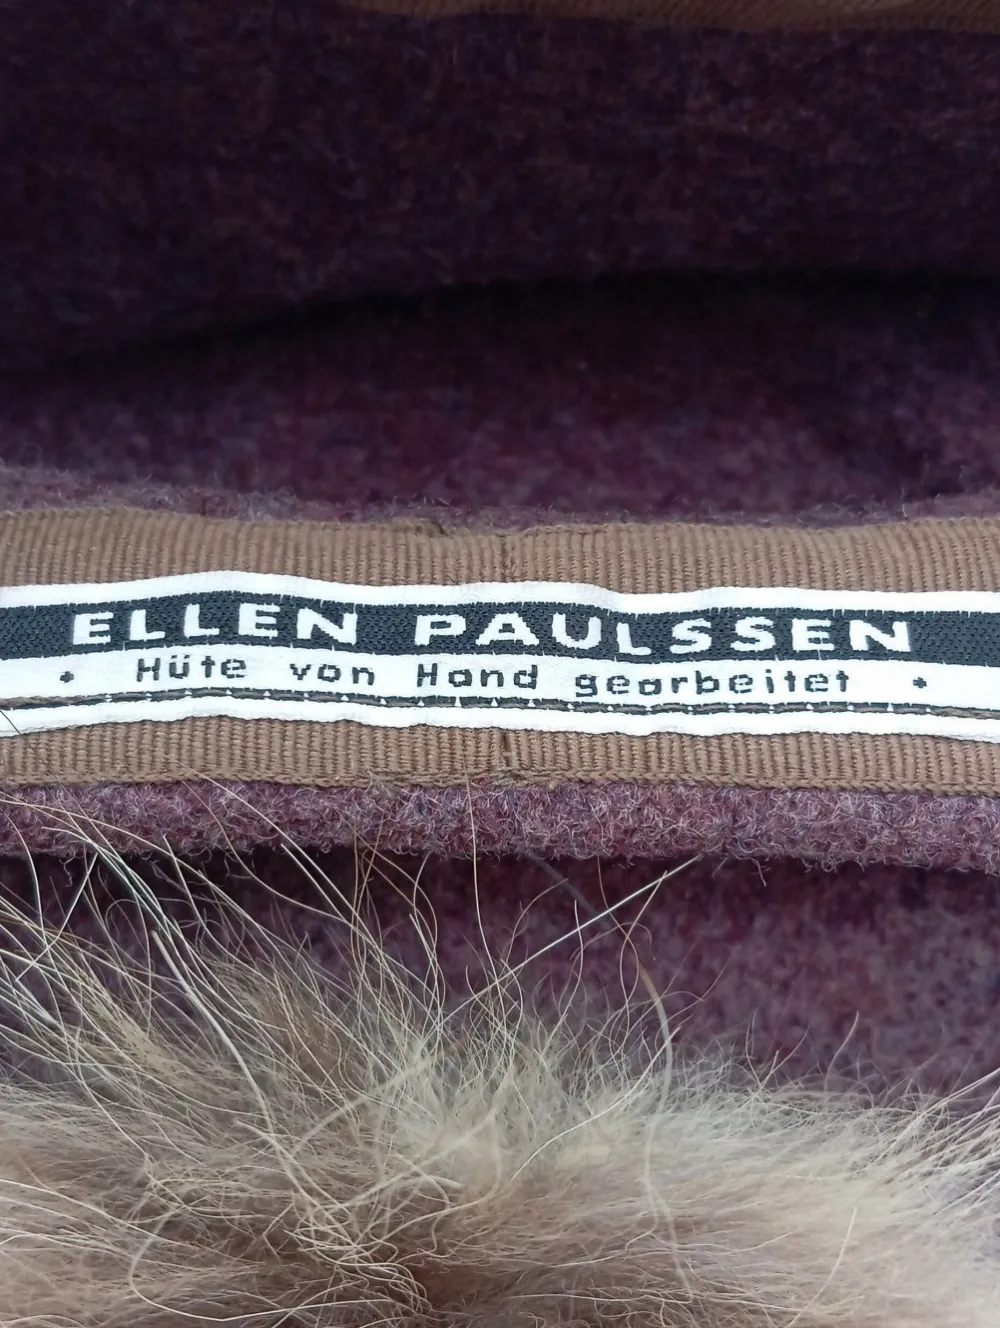 ELLEN PAULSSEN
• Hüte von Hand gearbeitet •